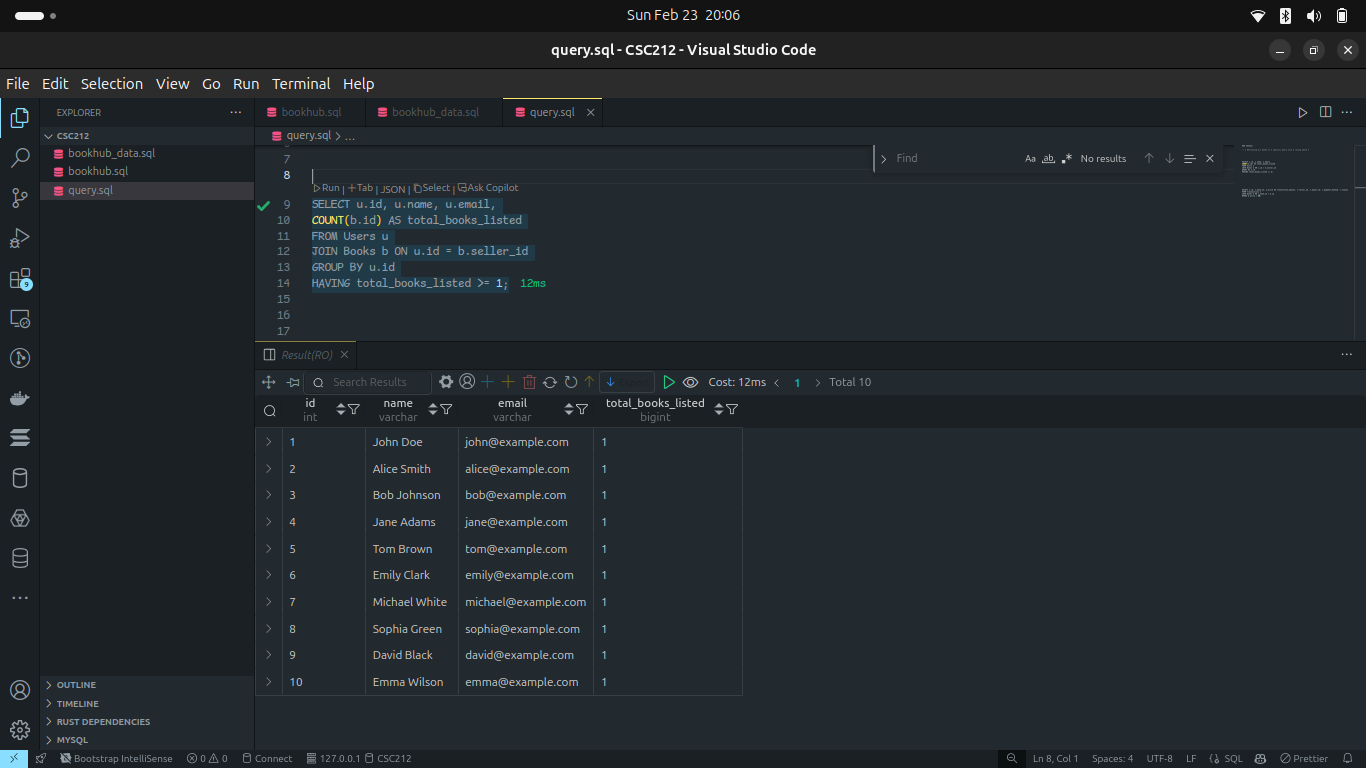 Sun Feb 23 20:06
query.sql - CSC212 - Visual Studio Code
File Edit Selection View Go Run Terminal Help
EXPLORER
CSC212
bookhub_data.sql
bookhub.sql
query.sql
OUTLINE
TIMELINE
RUST DEPENDENCIES
MYSQL
9
bookhub.sql bookhub_data.sql query.sql
query.sql > ...
Find Aa ab .* No results
7
8
Run | +Tab | JSON | Select | Ask Copilot
9 SELECT u.id, u.name, u.email,
10 COUNT(b.id) AS total_books_listed
11 FROM Users u
12 JOIN Books b ON u.id = b.seller_id
13 GROUP BY u.id
14 HAVING total_books_listed >= 1; 12ms
15
16
17
Result(RO)
Search Results Cost: 12ms < 1 > Total 10
id name email total_books_listed
int varchar varchar bigint
1 John Doe john@example.com 1
2 Alice Smith alice@example.com 1
3 Bob Johnson bob@example.com 1
4 Jane Adams jane@example.com 1
5 Tom Brown tom@example.com 1
6 Emily Clark emily@example.com 1
7 Michael White michael@example.com 1
8 Sophia Green sophia@example.com 1
9 David Black david@example.com 1
10 Emma Wilson emma@example.com 1
Bootstrap IntelliSense 0 0 Connect 127.0.0.1 CSC212 Ln 8, Col 1 Spaces: 4 UTF-8 LF SQL Prettier